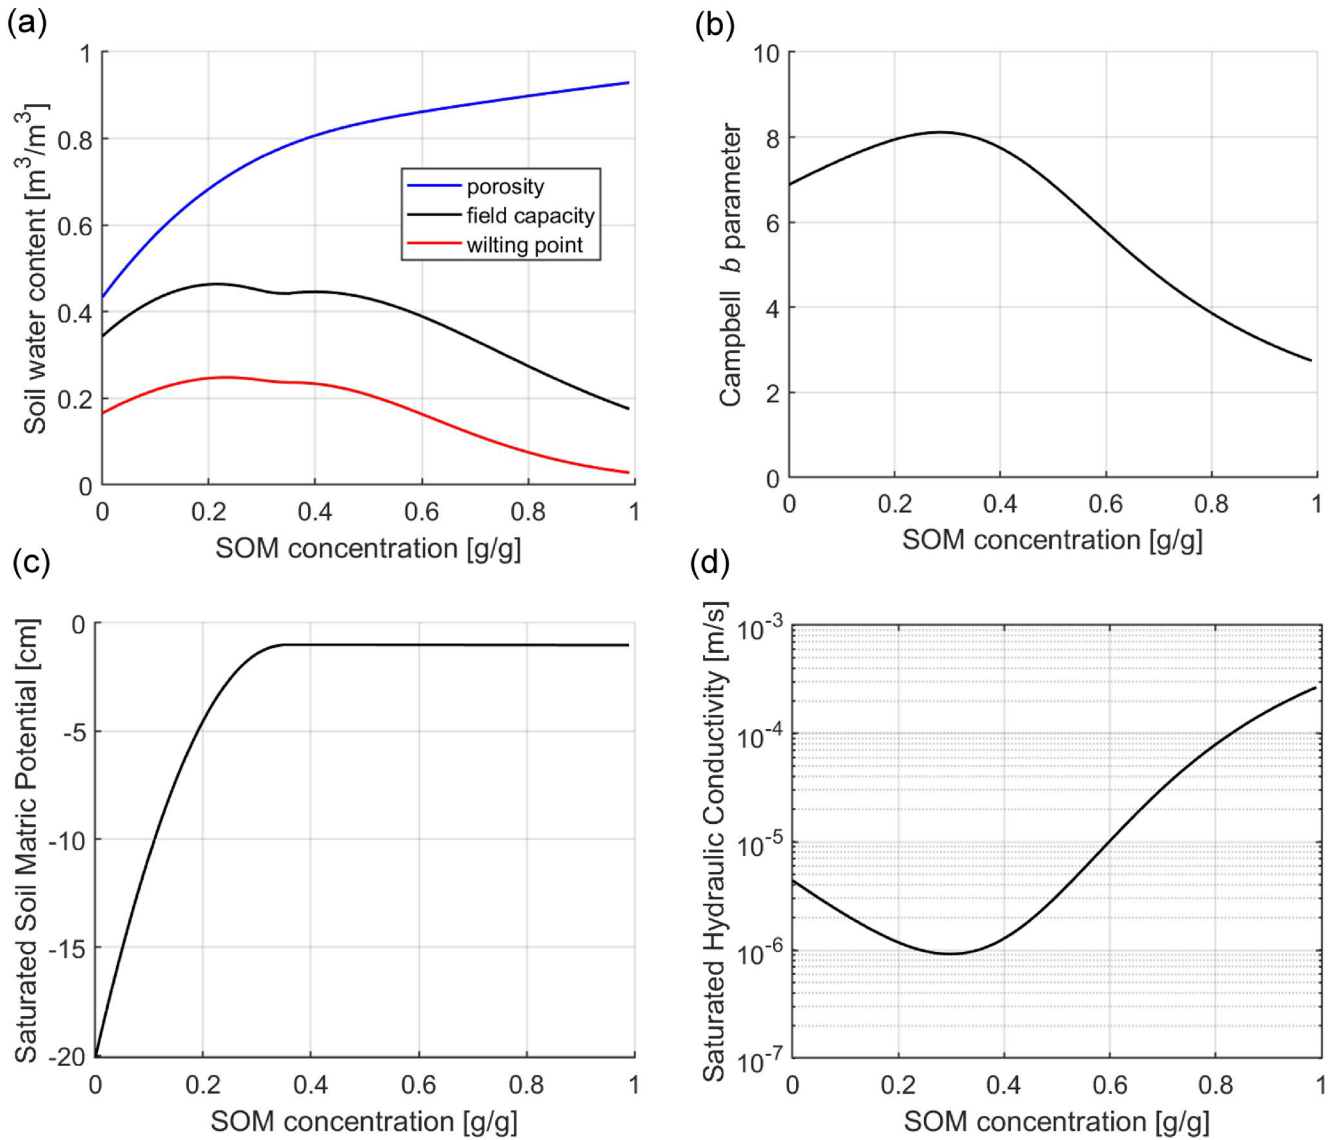 (a)
Soil water content [m³/m³]
1
0.8
0.6
0.4
0.2
0
porosity
field capacity
wilting point
0 0.2 0.4 0.6 0.8 1
SOM concentration [g/g]
(b)
Campbell b parameter
10
8
6
4
2
0
0 0.2 0.4 0.6 0.8 1
SOM concentration [g/g]
(c)
Saturated Soil Matric Potential [cm]
0
-5
-10
-15
-20
0 0.2 0.4 0.6 0.8 1
SOM concentration [g/g]
(d)
Saturated Hydraulic Conductivity [m/s]
10⁻³
10⁻⁴
10⁻⁵
10⁻⁶
10⁻⁷
0 0.2 0.4 0.6 0.8 1
SOM concentration [g/g]